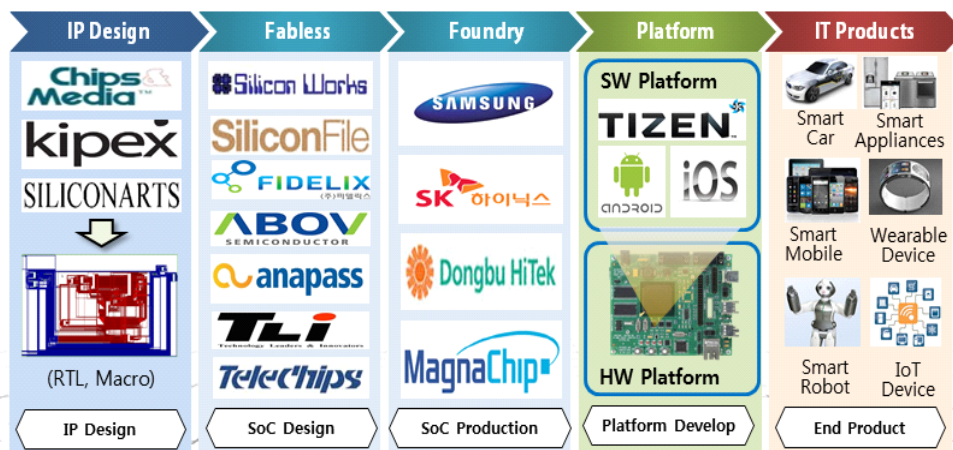 IP Design
Fabless
Foundry
Platform
IT Products
Chips&
Media™
kipex
SILICONARTS
(RTL, Macro)
IP Design
Silicon Works
SiliconFile
FIDELIX
(주)피델릭스
ABOV
SEMICONDUCTOR
anapass
TLi
Technology Leaders & Innovators
Telechips
SoC Design
SAMSUNG
SK 하이닉스
Dongbu HiTek
MagnaChip
SoC Production
SW Platform
TIZEN™
android
iOS
HW Platform
Platform Develop
Smart
Car
Smart
Appliances
Smart
Mobile
Wearable
Device
Smart
Robot
IoT
Device
End Product